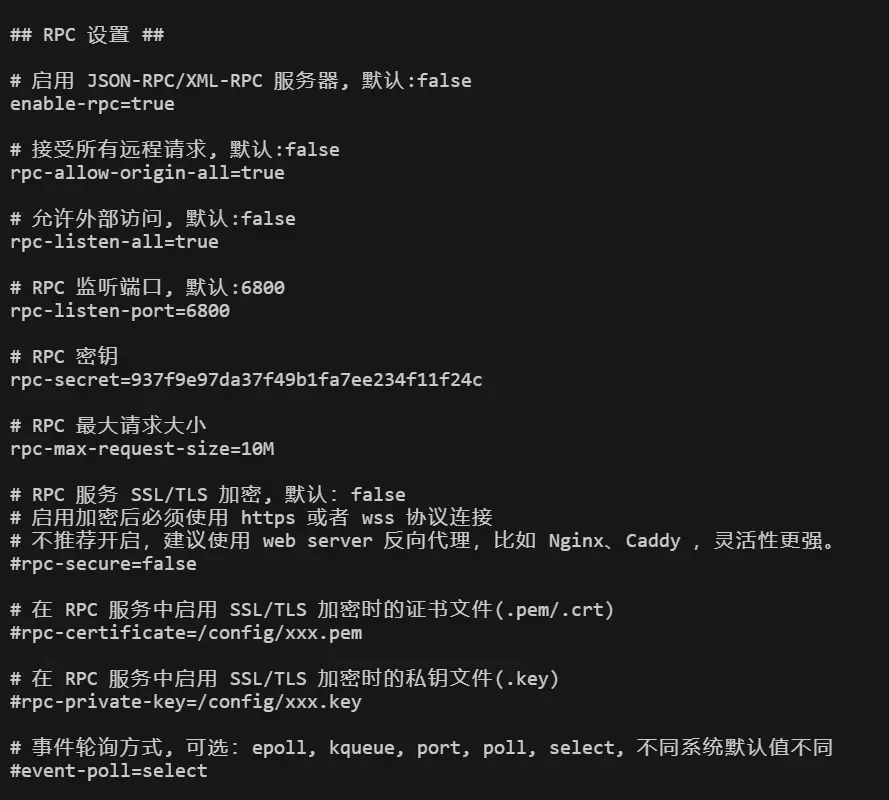 ## RPC 设置 ##
# 启用 JSON-RPC/XML-RPC 服务器, 默认:false
enable-rpc=true
# 接受所有远程请求, 默认:false
rpc-allow-origin-all=true
# 允许外部访问, 默认:false
rpc-listen-all=true
# RPC 监听端口, 默认:6800
rpc-listen-port=6800
# RPC 密钥
rpc-secret=937f9e97da37f49b1fa7ee234f11f24c
# RPC 最大请求大小
rpc-max-request-size=10M
# RPC 服务 SSL/TLS 加密, 默认: false
# 启用加密后必须使用 https 或者 wss 协议连接
# 不推荐开启，建议使用 web server 反向代理，比如 Nginx、Caddy ，灵活性更强。
#rpc-secure=false
# 在 RPC 服务中启用 SSL/TLS 加密时的证书文件(.pem/.crt)
#rpc-certificate=/config/xxx.pem
# 在 RPC 服务中启用 SSL/TLS 加密时的私钥文件(.key)
#rpc-private-key=/config/xxx.key
# 事件轮询方式, 可选: epoll, kqueue, port, poll, select, 不同系统默认值不同
#event-poll=select